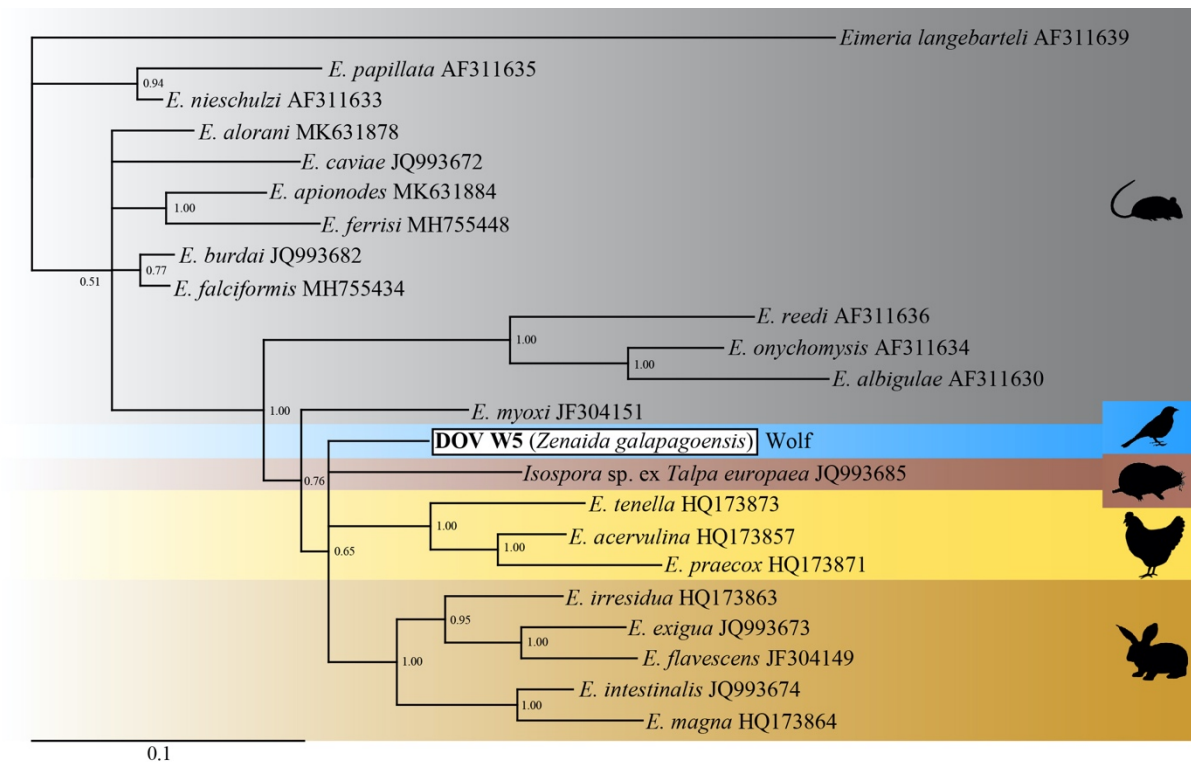 Eimeria langebarteli AF311639
E. papillata AF311635
0.94
E. nieschulzi AF311633
E. alorani MK631878
E. caviae JQ993672
E. apionodes MK631884
1.00
E. ferrisi MH755448
E. burdai JQ993682
0.77
0.51
E. falciformis MH755434
E. reedi AF311636
1.00
E. onychomysis AF311634
1.00
E. albigulae AF311630
1.00
E. myoxi JF304151
DOV W5 (Zenaida galapagoensis) Wolf
Isospora sp. ex Talpa europaea JQ993685
0.76
E. tenella HQ173873
1.00
E. acervulina HQ173857
1.00
0.65
E. praecox HQ173871
E. irresidua HQ173863
0.95
E. exigua JQ993673
1.00
E. flavescens JF304149
1.00
E. intestinalis JQ993674
1.00
E. magna HQ173864
0.1